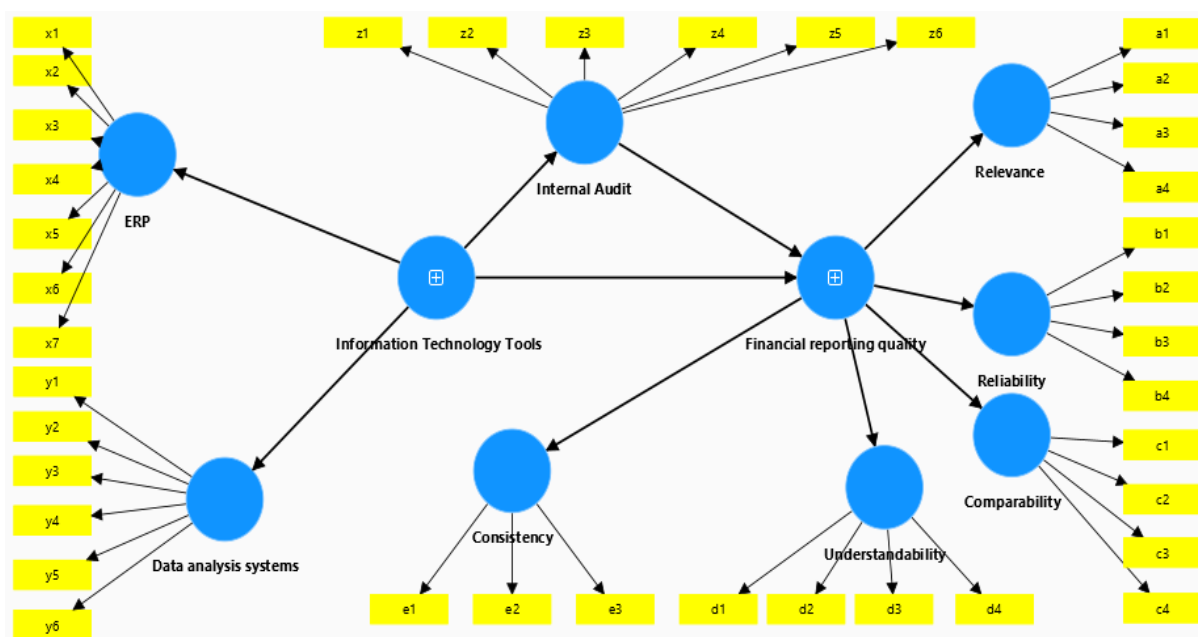 x1
x2
x3
x4
x5
x6
x7
ERP
z1
z2
z3
z4
z5
z6
Internal Audit
a1
a2
a3
a4
Relevance
Information Technology Tools
Financial reporting quality
b1
b2
b3
b4
Reliability
y1
y2
y3
y4
y5
y6
Data analysis systems
Consistency
e1
e2
e3
Understandability
d1
d2
d3
d4
Comparability
c1
c2
c3
c4